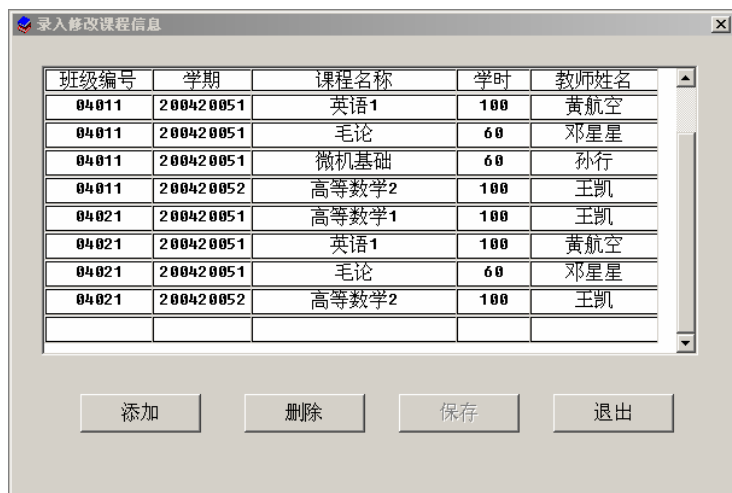 录入修改课程信息
班级编号 学期 课程名称 学时 教师姓名
04011 200420051 英语1 100 黄航空
04011 200420051 毛论 60 邓星星
04011 200420051 微机基础 60 孙行
04011 200420052 高等数学2 100 王凯
04021 200420051 高等数学1 100 王凯
04021 200420051 英语1 100 黄航空
04021 200420051 毛论 60 邓星星
04021 200420052 高等数学2 100 王凯
添加 删除 保存 退出